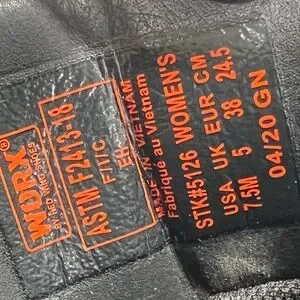 WORX
BY RED WING SHOES
ASTM F2413-18
F I/C
EH
MADE IN VIETNAM
Fabriqué au Vietnam
STK#5126 WOMEN'S
USA UK EUR CM
7.5M 5 38 24.5
04/20 GN